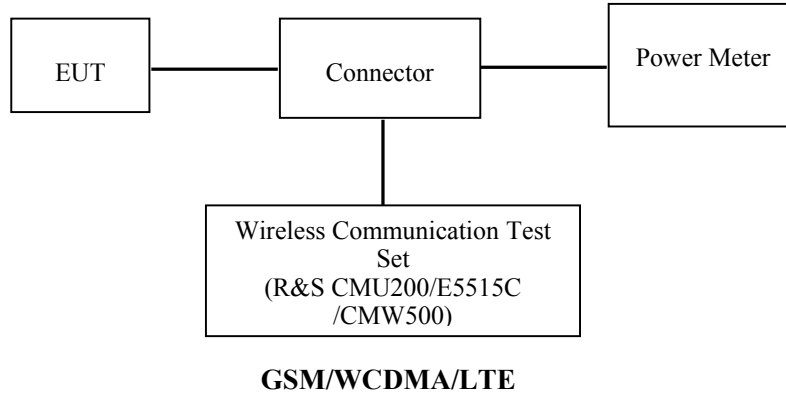 EUT
Connector
Power Meter
Wireless Communication Test
Set
(R&S CMU200/E5515C
/CMW500)
GSM/WCDMA/LTE